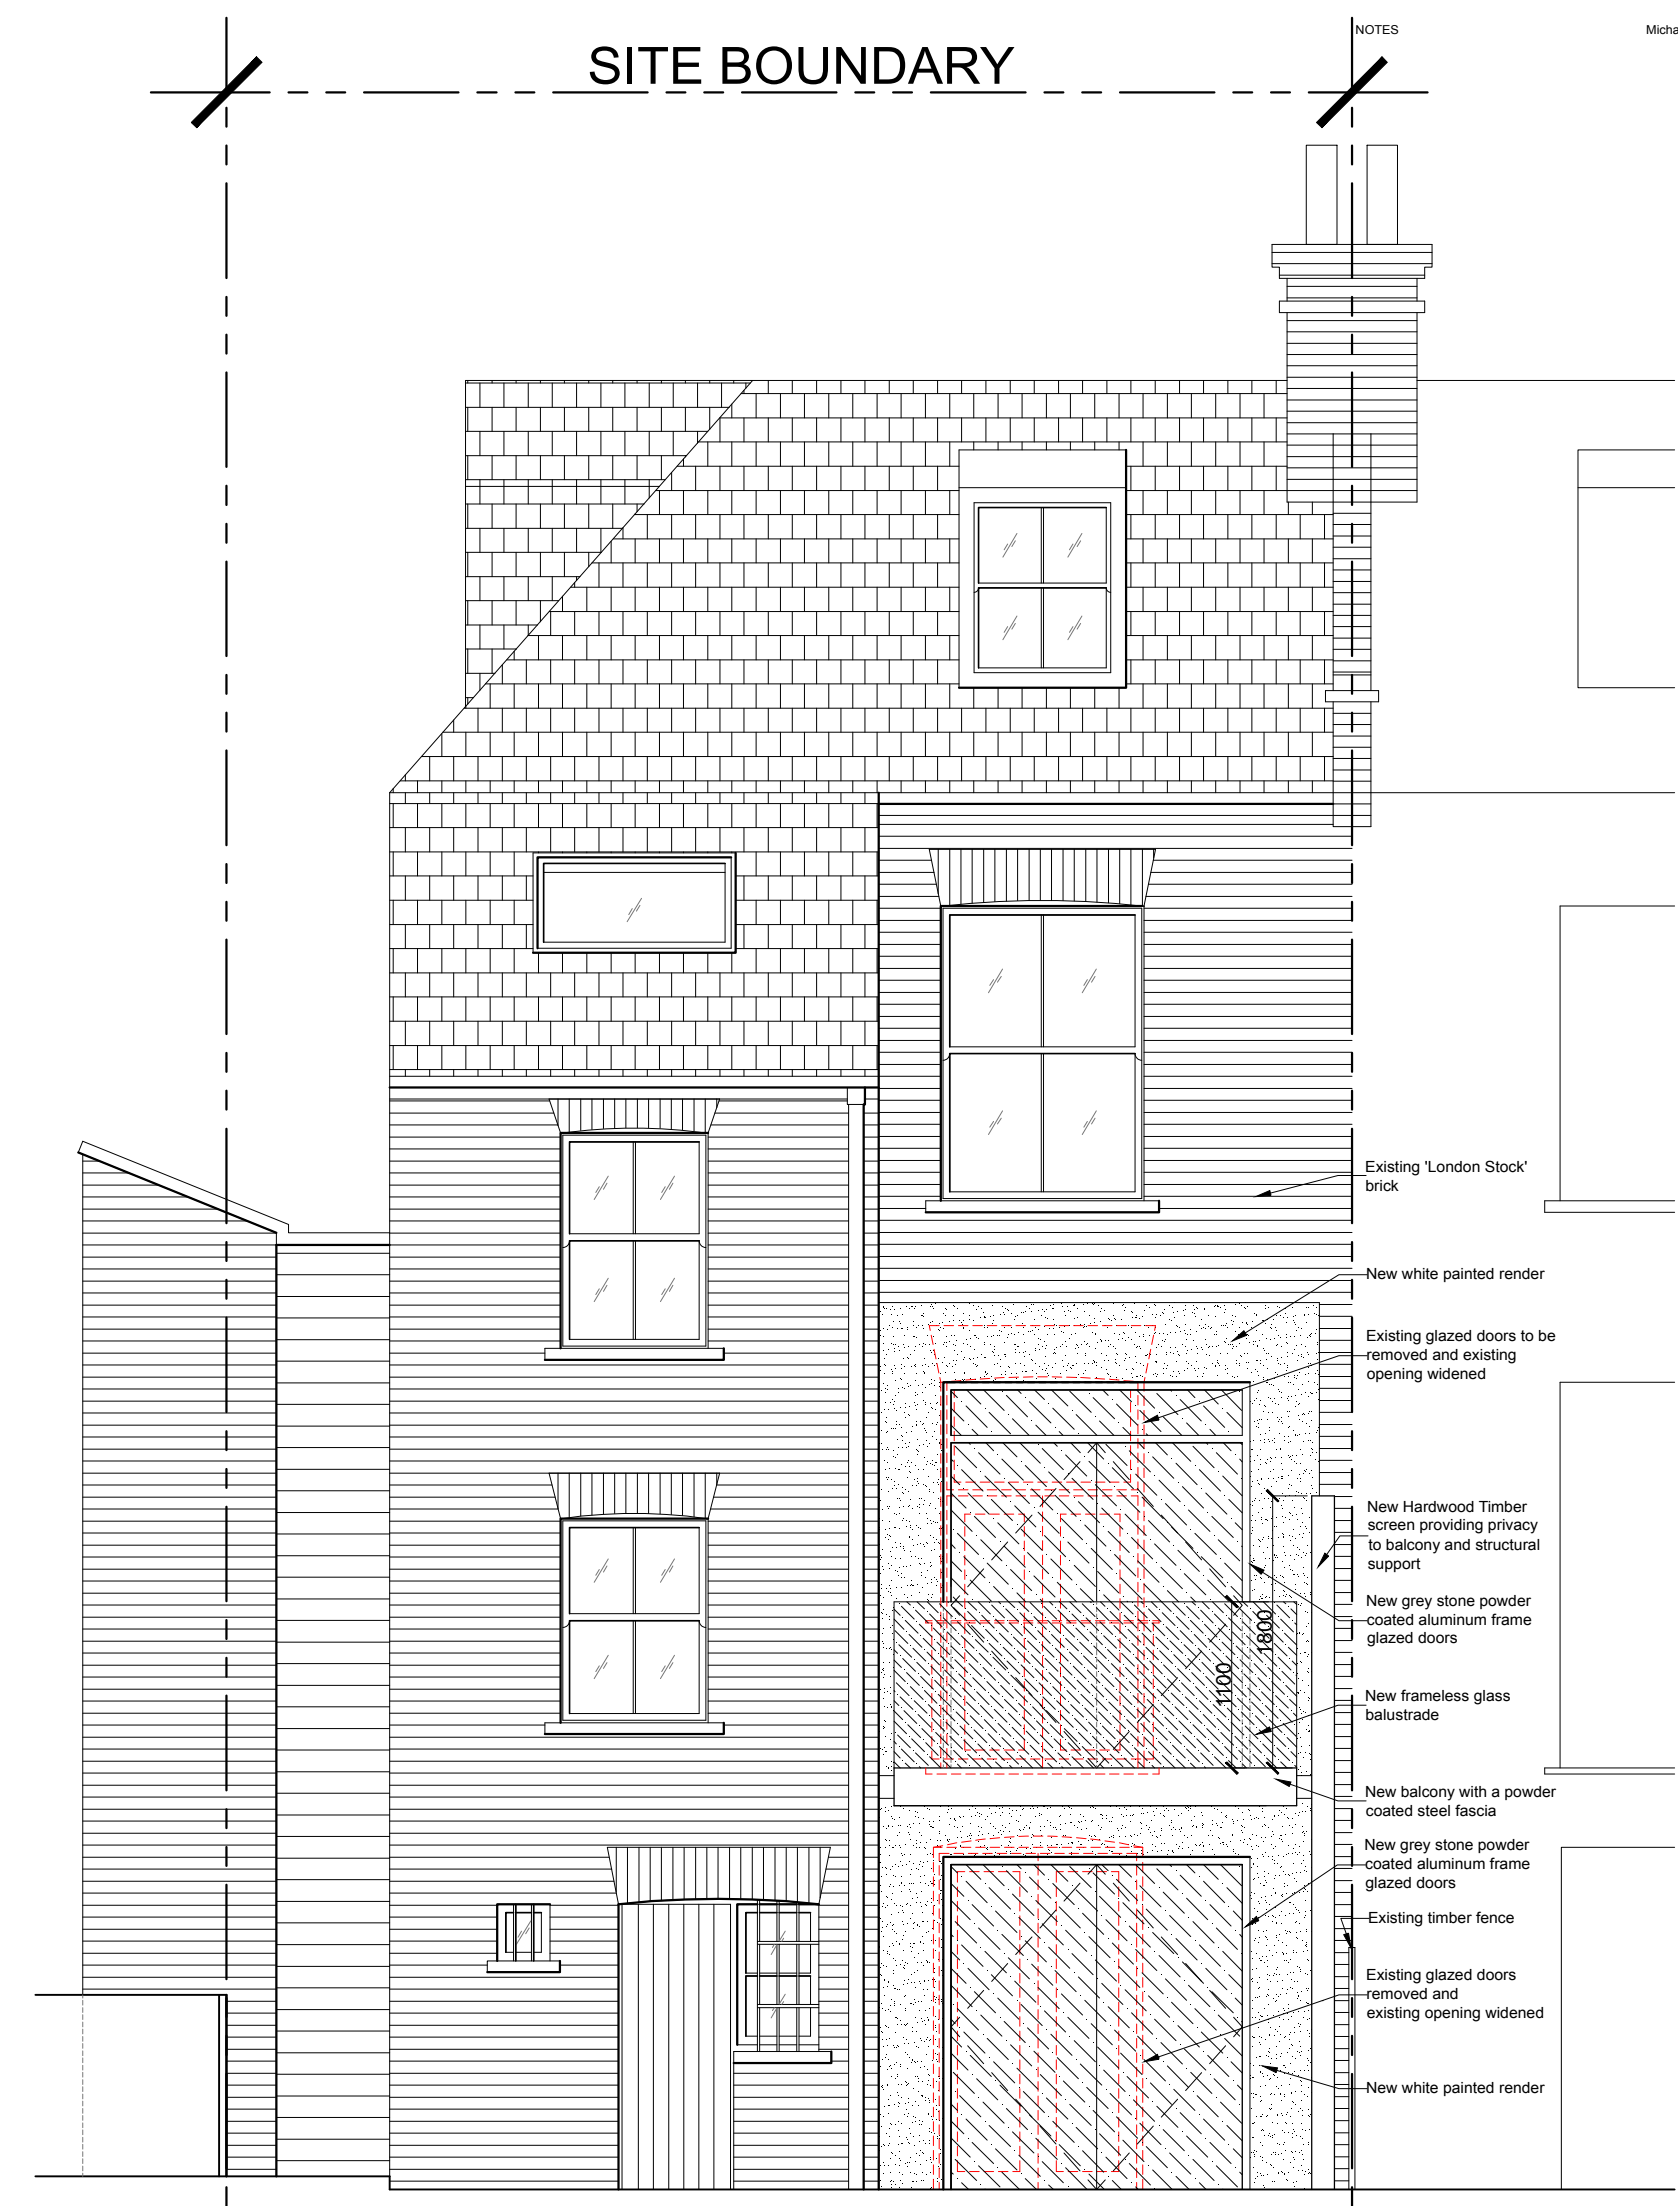 NOTES
Micha
SITE BOUNDARY
Existing 'London Stock'
brick
New white painted render
Existing glazed doors to be
removed and existing
opening widened
New Hardwood Timber
screen providing privacy
to balcony and structural
support
New grey stone powder
coated aluminum frame
glazed doors
1800
1100
New frameless glass
balustrade
New balcony with a powder
coated steel fascia
New grey stone powder
coated aluminum frame
glazed doors
Existing timber fence
Existing glazed doors
removed and
existing opening widened
New white painted render